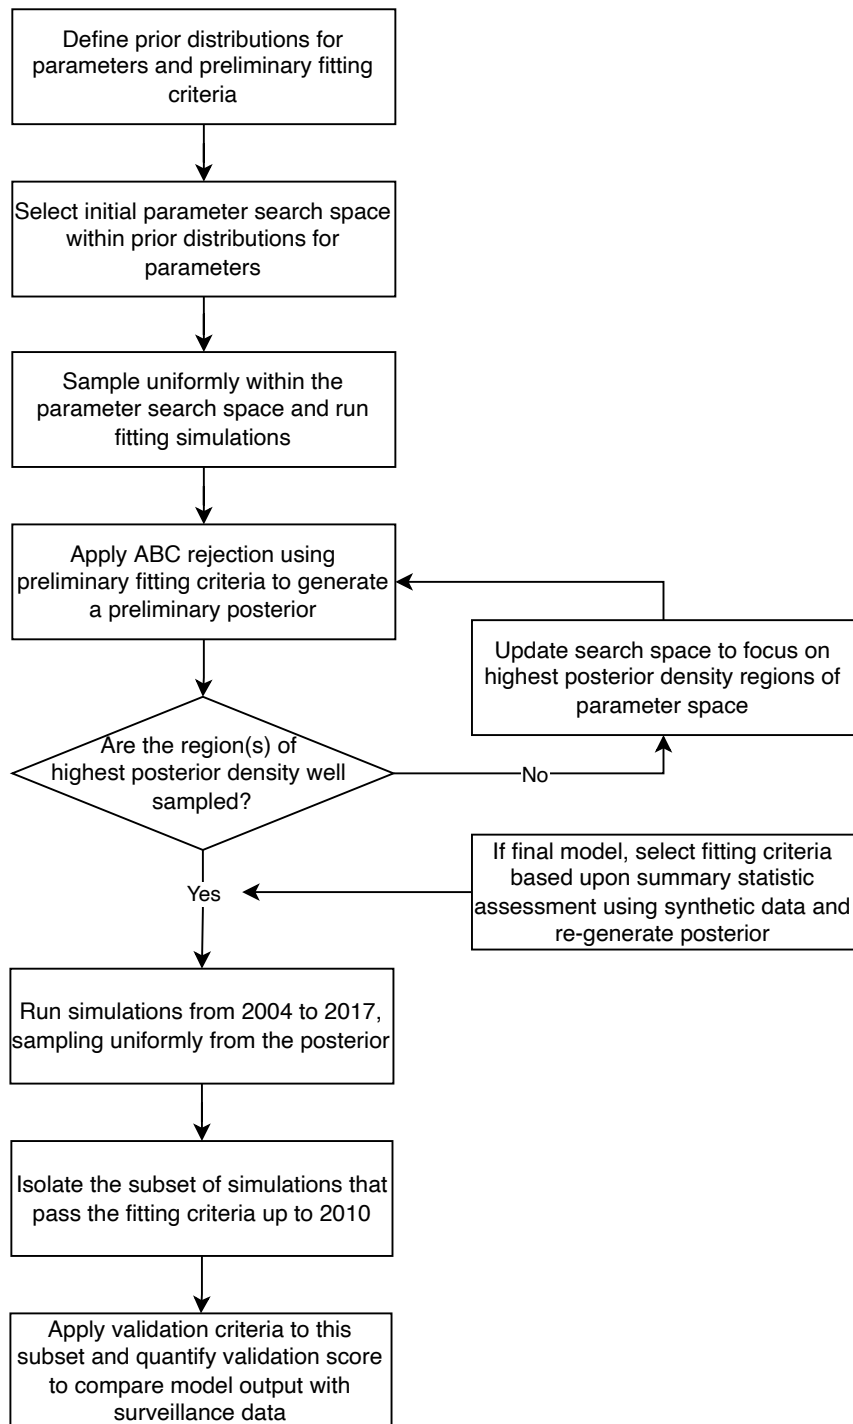 Define prior distributions for
parameters and preliminary fitting
criteria
Select initial parameter search space
within prior distributions for
parameters
Sample uniformly within the
parameter search space and run
fitting simulations
Apply ABC rejection using
preliminary fitting criteria to generate
a preliminary posterior
Update search space to focus on
highest posterior density regions of
parameter space
Are the region(s) of
highest posterior density well
sampled?
No
If final model, select fitting criteria
based upon summary statistic
assessment using synthetic data and
re-generate posterior
Yes
Run simulations from 2004 to 2017,
sampling uniformly from the posterior
Isolate the subset of simulations that
pass the fitting criteria up to 2010
Apply validation criteria to this
subset and quantify validation score
to compare model output with
surveillance data